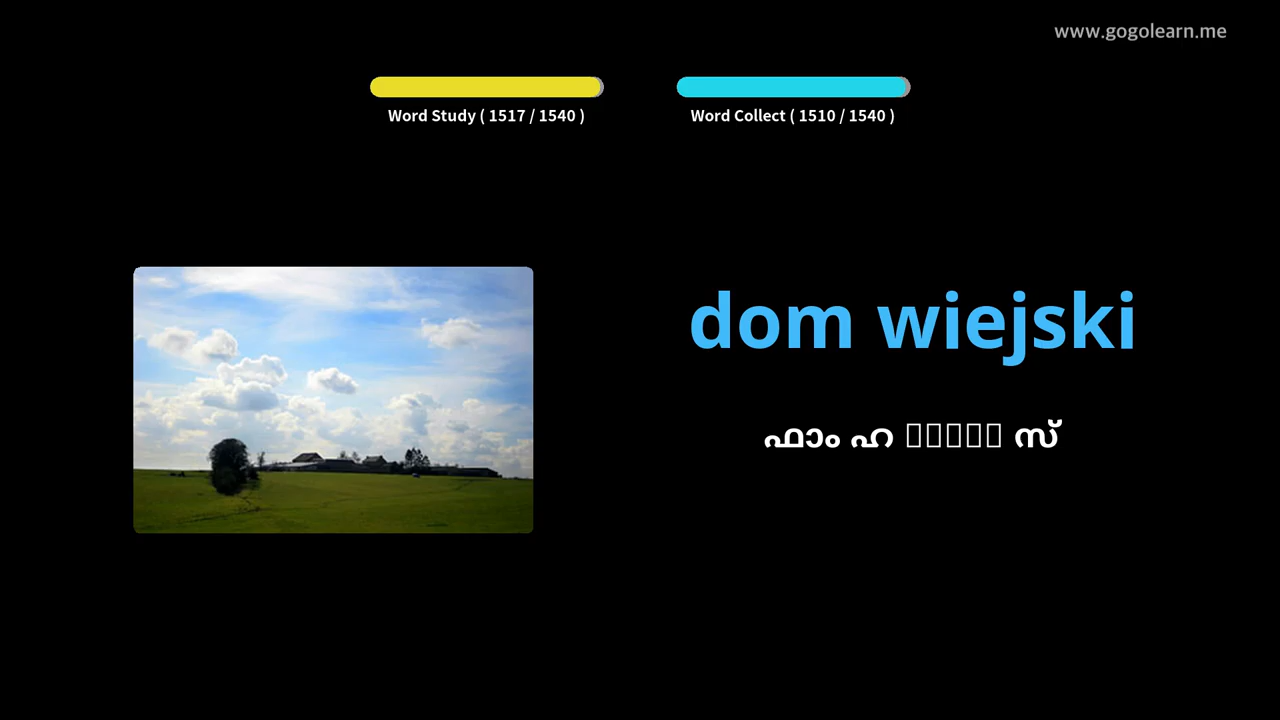 www.gogolearn.me
Word Study ( 1517 / 1540 )
Word Collect ( 1510 / 1540 )
dom wiejski
ഫാം ഹ സ്